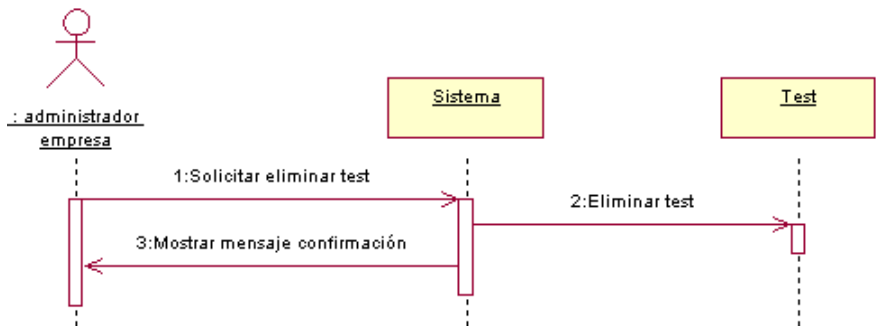 Sistema
Test
: administrador
empresa
1:Solicitar eliminar test
2:Eliminar test
3:Mostrar mensaje confirmación